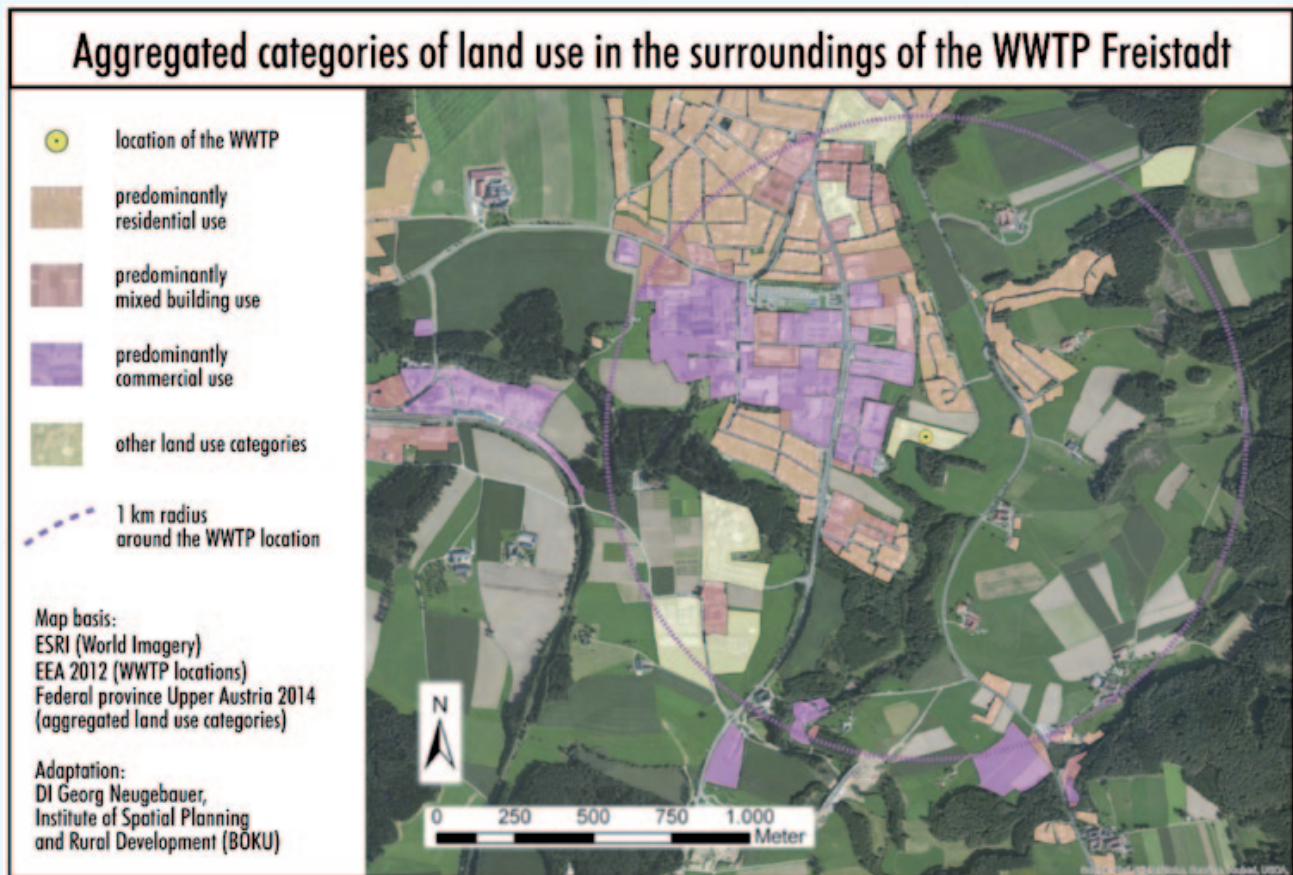 Aggregated categories of land use in the surroundings of the WWTP Freistadt
location of the WWTP
predominantly
residential use
predominantly
mixed building use
predominantly
commercial use
other land use categories
1 km radius
around the WWTP location
Map basis:
ESRI (World Imagery)
EEA 2012 (WWTP locations)
Federal province Upper Austria 2014
(aggregated land use categories)
Adaptation:
DI Georg Neugebauer,
Institute of Spatial Planning
and Rural Development (BOKU)
N
0 250 500 750 1.000
Meter